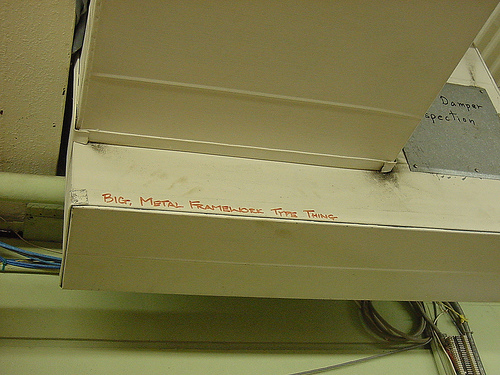 Damper
spection
BIG, METAL FRAMEWORK TYPE THING